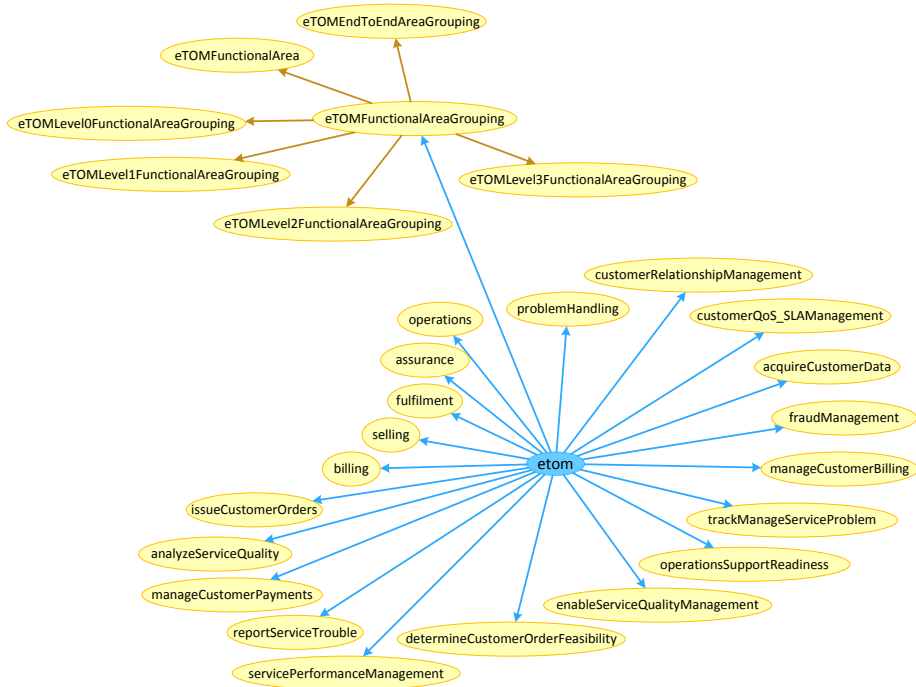 eTOMEndToEndAreaGrouping
eTOMFunctionalArea
eTOMFunctionalAreaGrouping
eTOMLevel0FunctionalAreaGrouping
eTOMLevel1FunctionalAreaGrouping
eTOMLevel3FunctionalAreaGrouping
eTOMLevel2FunctionalAreaGrouping
customerRelationshipManagement
problemHandling
customerQoS_SLAManagement
operations
assurance
acquireCustomerData
fulfilment
fraudManagement
selling
etom
billing
manageCustomerBilling
issueCustomerOrders
trackManageServiceProblem
analyzeServiceQuality
operationsSupportReadiness
manageCustomerPayments
enableServiceQualityManagement
reportServiceTrouble
determineCustomerOrderFeasibility
servicePerformanceManagement